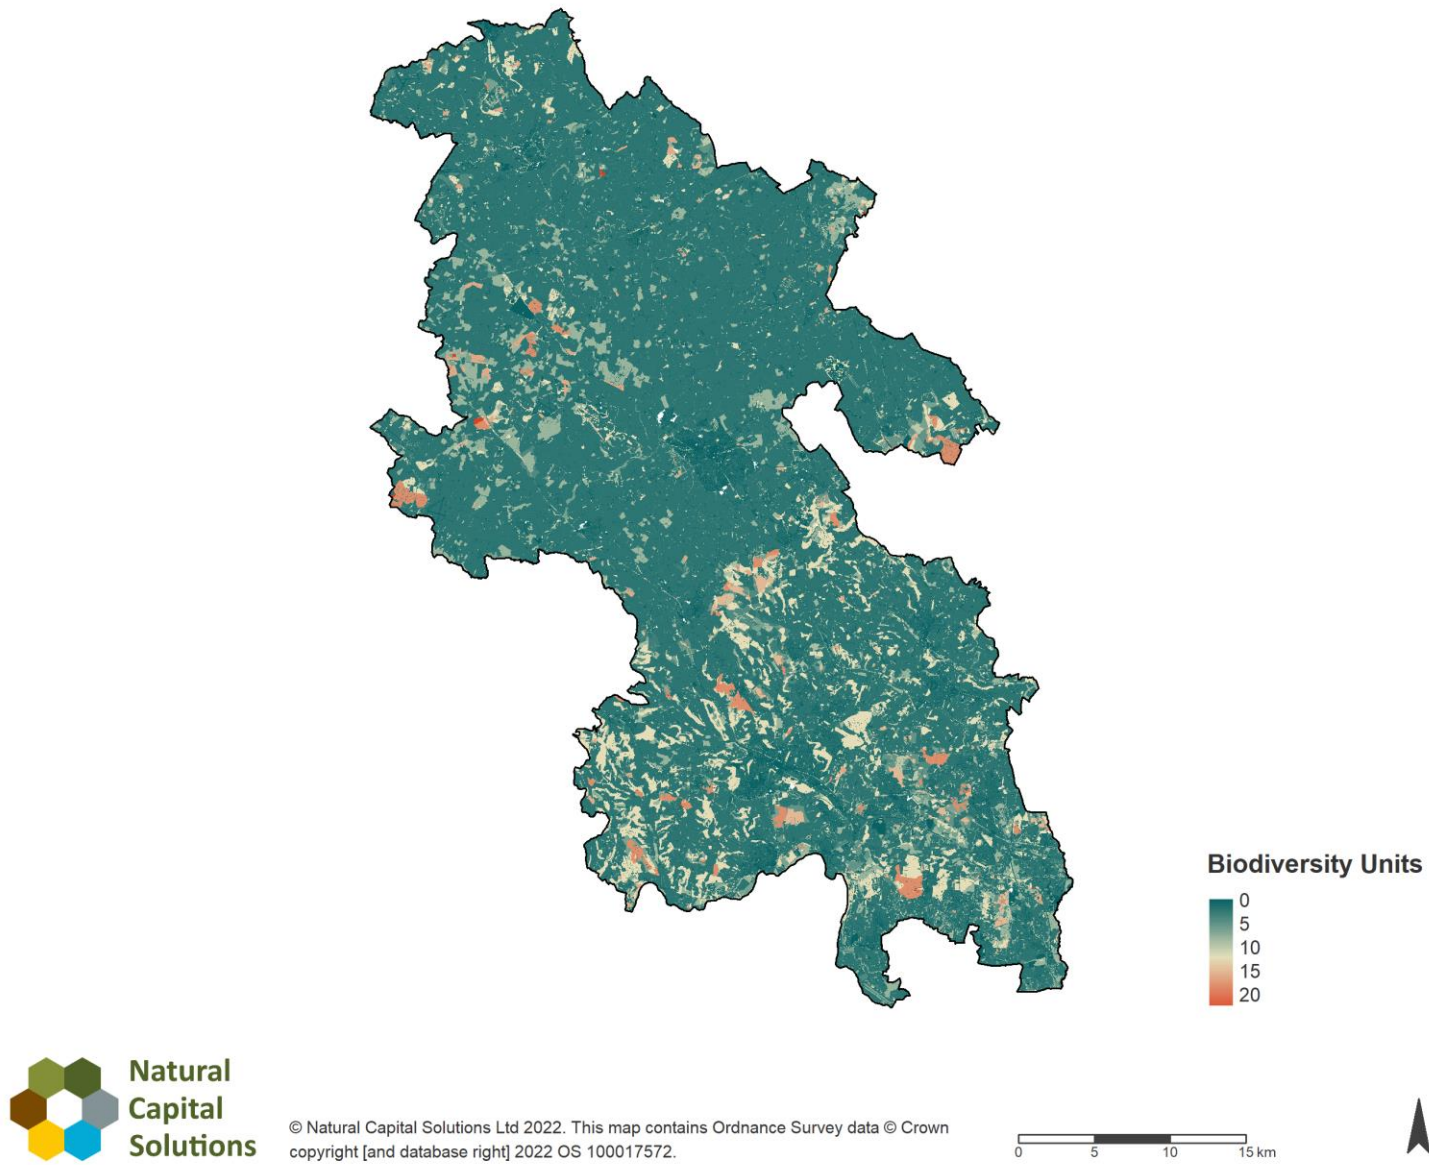 Biodiversity Units
0
5
10
15
20
Natural
Capital
Solutions
© Natural Capital Solutions Ltd 2022. This map contains Ordnance Survey data © Crown
copyright [and database right] 2022 OS 100017572.
0 5 10 15 km